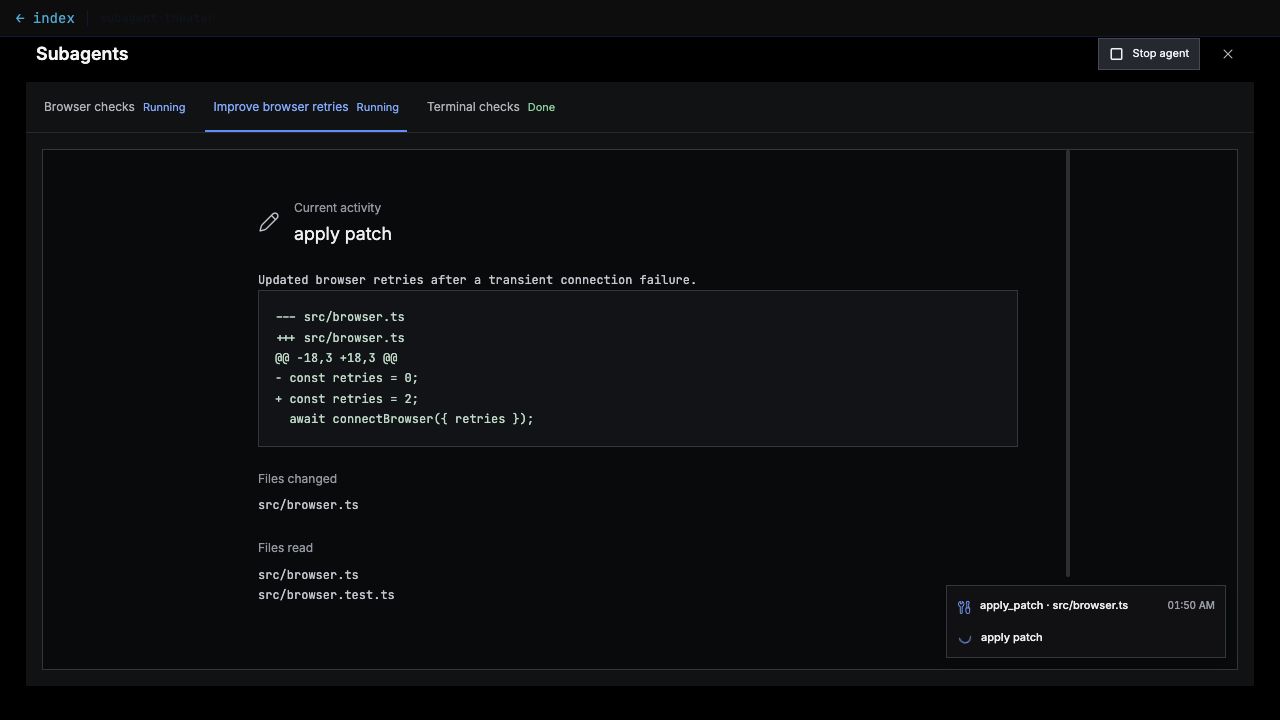 ← index
subagent-theater
Subagents
Stop agent
Browser checks Running
Improve browser retries Running
Terminal checks Done
Current activity
apply patch
Updated browser retries after a transient connection failure.
--- src/browser.ts
+++ src/browser.ts
@@ -18,3 +18,3 @@
- const retries = 0;
+ const retries = 2;
  await connectBrowser({ retries });
Files changed
src/browser.ts
Files read
src/browser.ts
src/browser.test.ts
apply_patch · src/browser.ts 01:50 AM
apply patch